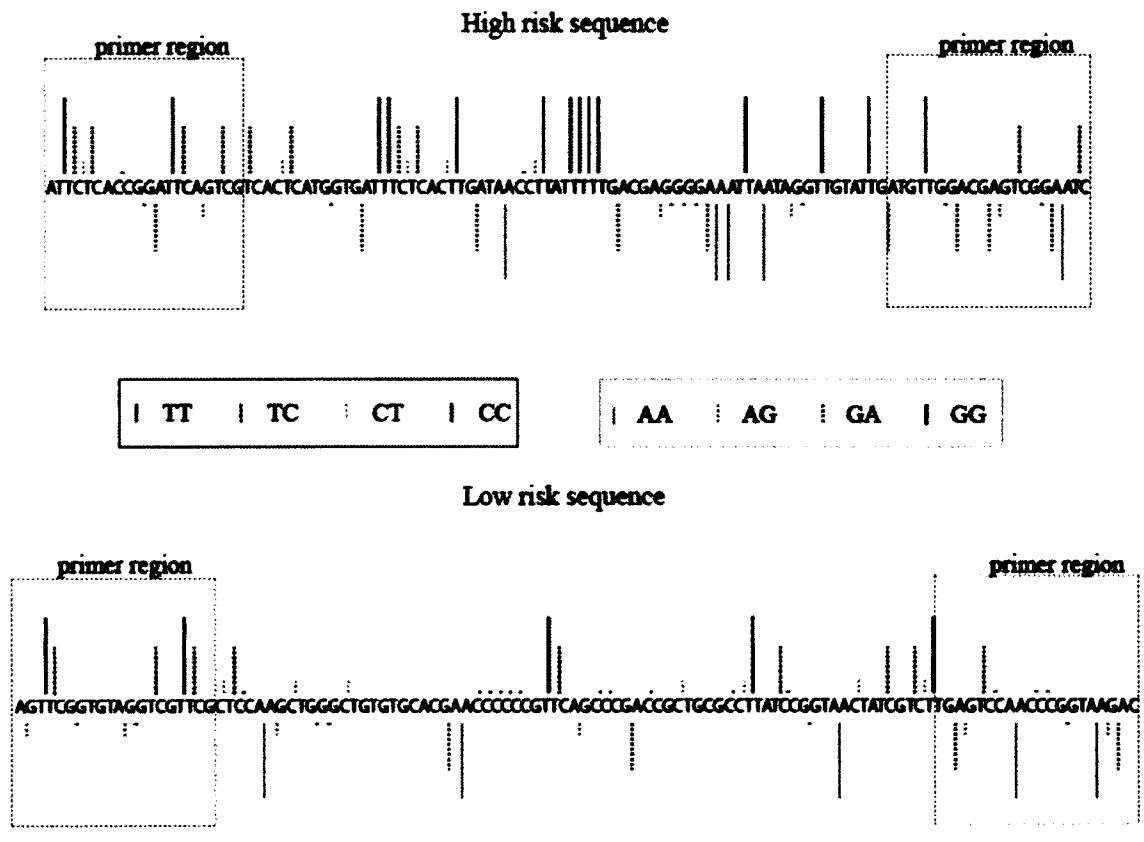 High risk sequence
primer region
primer region
ATTCTCACCGGATTCAGTCGTCACTCATGGTGATTTCTCACTTGATAACCTTATTTTTGACGAGGGGAAATTAATAGGTTGTATTGATGTTGGACGAGTCGGAATC
TT TC CT CC
AA AG GA GG
Low risk sequence
primer region
primer region
AGTTCGGTGTAGGTCGTTCGCTCCAAGCTGGGCTGTGTGCACGAACCCCCCGTTCAGCCCGACCGCTGCGCCTTATCCGGTAACTATCGTCTTGAGTCCAACCCGGTAAGAC